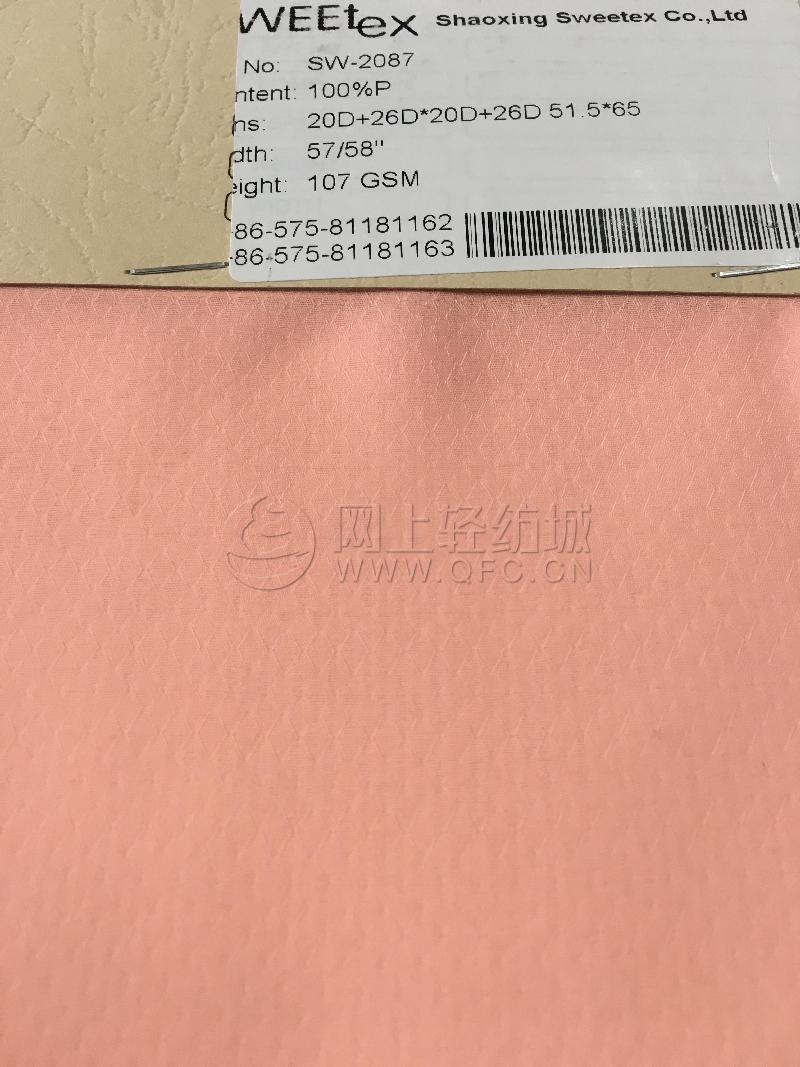 WEEtex Shaoxing Sweetex Co.,Ltd
No: SW-2087
ntent: 100%P
ns: 20D+26D*20D+26D 51.5*65
dth: 57/58"
eight: 107 GSM
-86-575-81181162
-86-575-81181163
网上轻纺城
WWW.QFC.CN